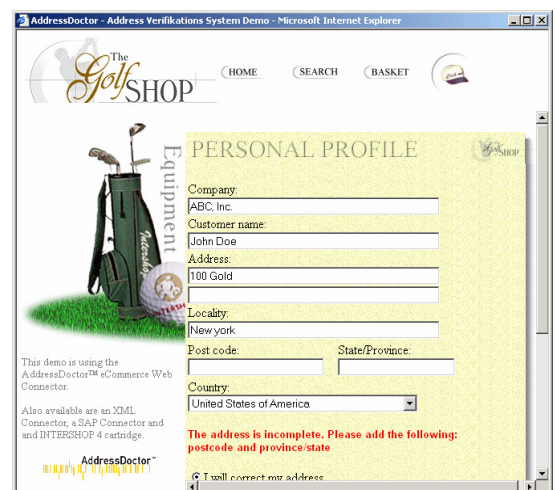 AddressDoctor - Address Verifikations System Demo - Microsoft Internet Explorer
The
Golf
SHOP
HOME
SEARCH
BASKET
Equipment
Intershop
PERSONAL PROFILE
Golf SHOP
Company:
ABC, Inc.
Customer name:
John Doe
Address:
100 Gold
Locality:
New york
Post code:
State/Province:
Country:
United States of America
The address is incomplete. Please add the following:
postcode and province/state
I will correct my address
This demo is using the
AddressDoctor™ eCommerce Web
Connector.
Also available are an XML
Connector, a SAP Connector and
and INTERSHOP 4 cartridge.
AddressDoctor™